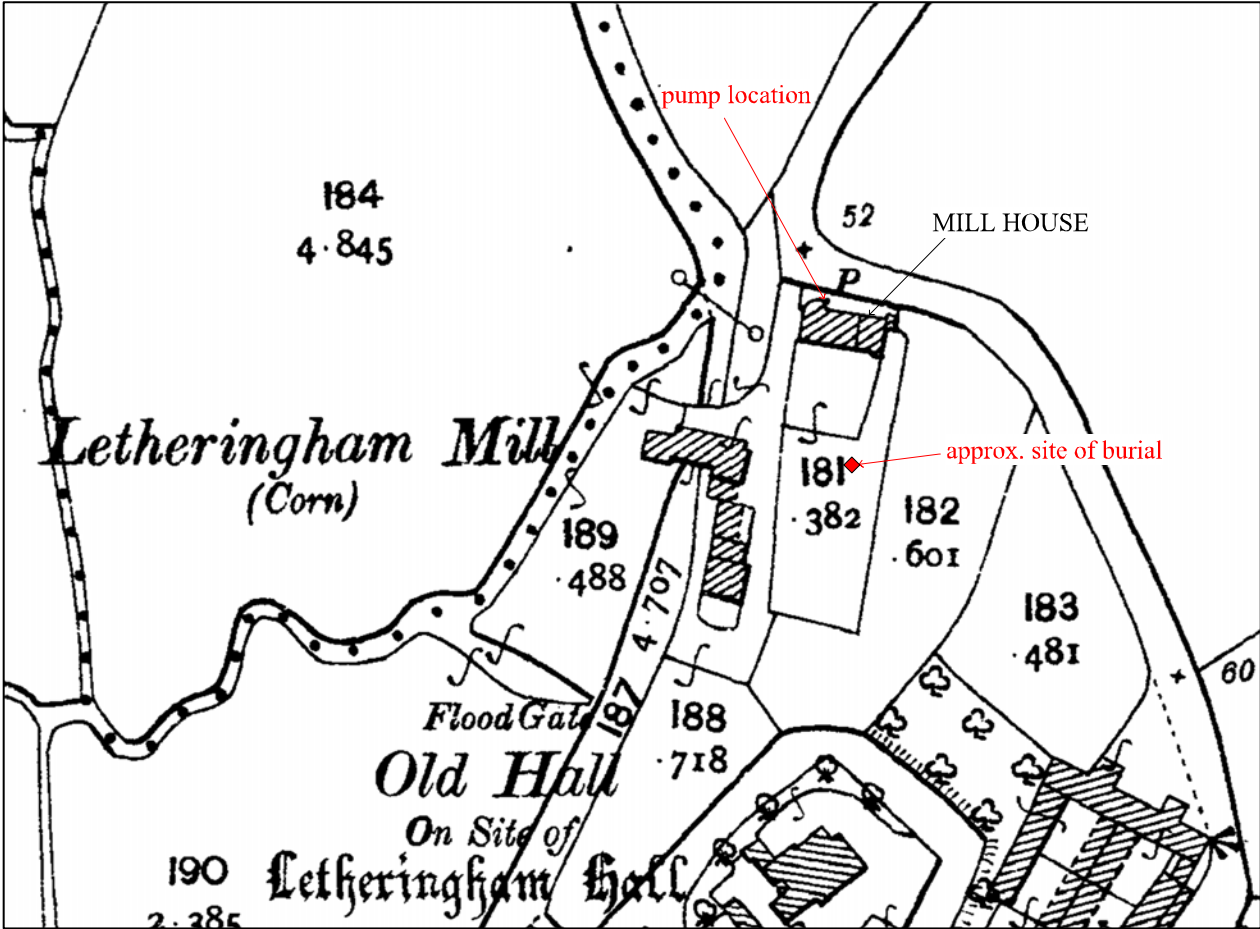 pump location
184
4·845
52
MILL HOUSE
P
Letheringham Mill
(Corn)
approx. site of burial
181
·382
182
·601
189
·488
4·707
187
183
·481
60
Flood Gate
188
·718
Old Hall
On Site of
Letheringham Hall
190
2·385